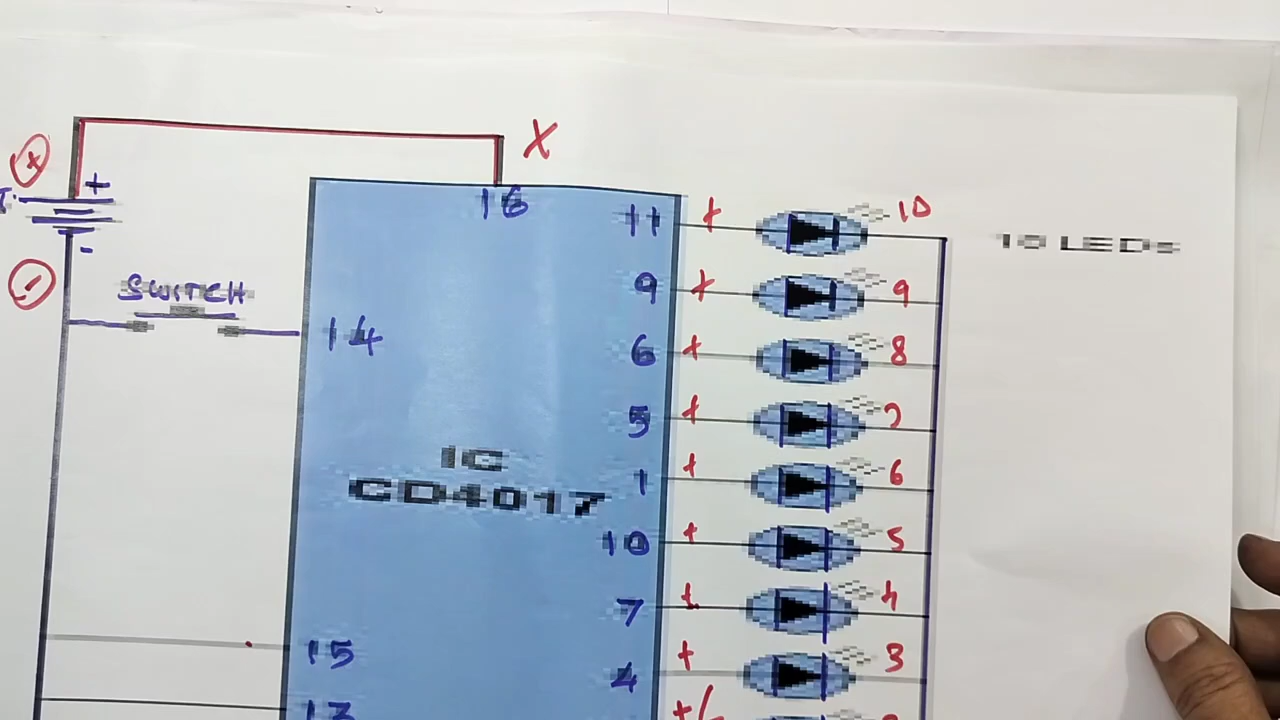 X
+
+
16
-
11 + 10
10 LEDs
SWITCH
9 + 9
14
6 + 8
5 + 7
IC
CD4017
1 + 6
10 + 5
7 + 4
15
4 + 3
13
+